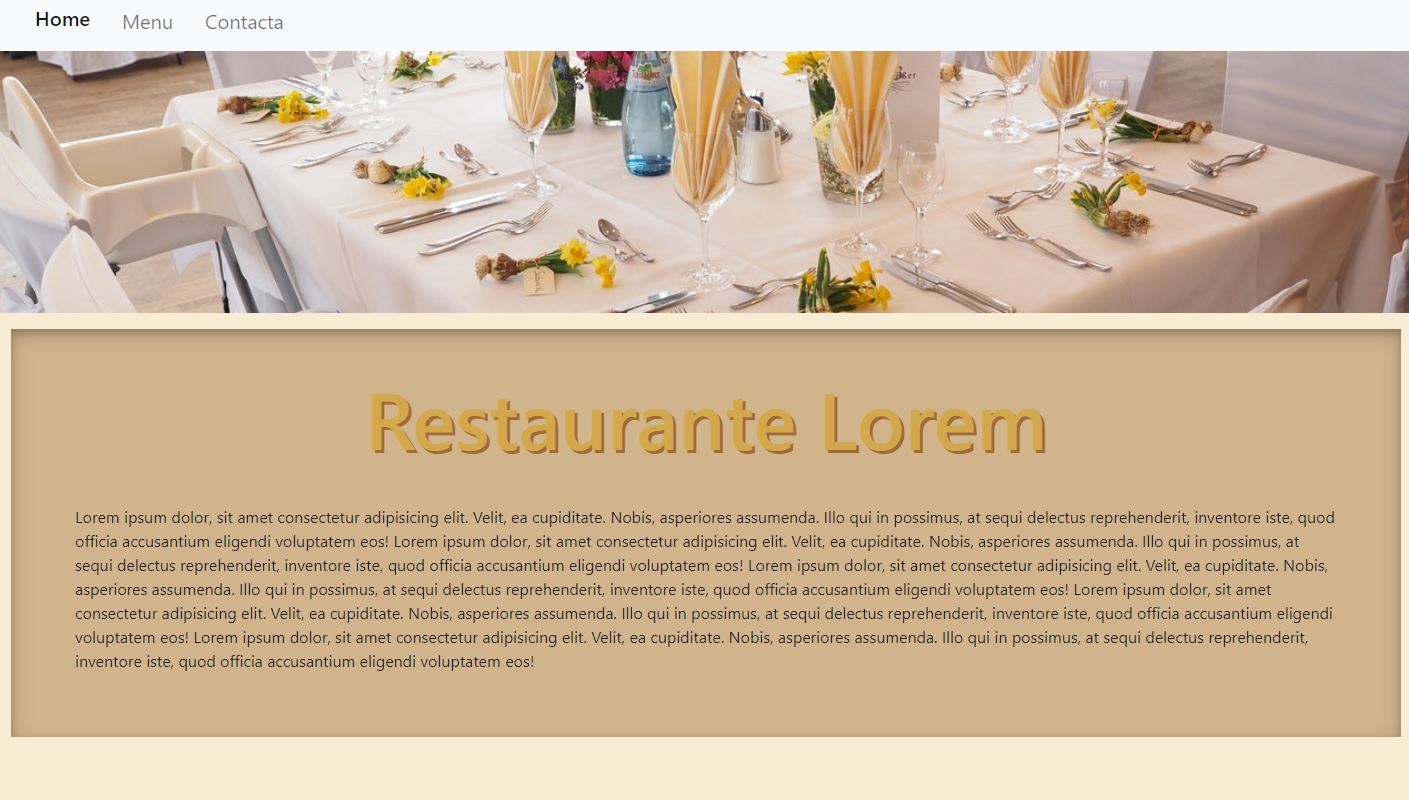 Home Menu Contacta
Restaurante Lorem
Lorem ipsum dolor, sit amet consectetur adipisicing elit. Velit, ea cupiditate. Nobis, asperiores assumenda. Illo qui in possimus, at sequi delectus reprehenderit, inventore iste, quod
officia accusantium eligendi voluptatem eos! Lorem ipsum dolor, sit amet consectetur adipisicing elit. Velit, ea cupiditate. Nobis, asperiores assumenda. Illo qui in possimus, at
sequi delectus reprehenderit, inventore iste, quod officia accusantium eligendi voluptatem eos! Lorem ipsum dolor, sit amet consectetur adipisicing elit. Velit, ea cupiditate. Nobis,
asperiores assumenda. Illo qui in possimus, at sequi delectus reprehenderit, inventore iste, quod officia accusantium eligendi voluptatem eos! Lorem ipsum dolor, sit amet
consectetur adipisicing elit. Velit, ea cupiditate. Nobis, asperiores assumenda. Illo qui in possimus, at sequi delectus reprehenderit, inventore iste, quod officia accusantium eligendi
voluptatem eos! Lorem ipsum dolor, sit amet consectetur adipisicing elit. Velit, ea cupiditate. Nobis, asperiores assumenda. Illo qui in possimus, at sequi delectus reprehenderit,
inventore iste, quod officia accusantium eligendi voluptatem eos!